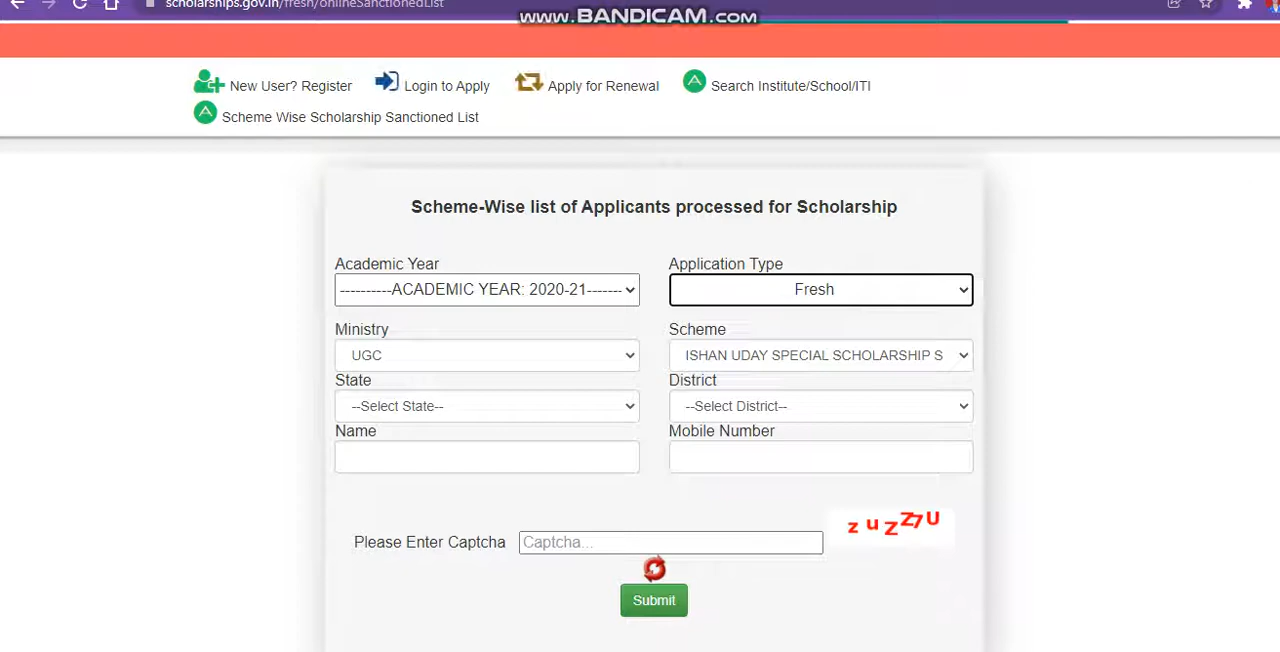 scholarships.gov.in/fresh/onlineSanctionedList
www.BANDICAM.com
New User? Register Login to Apply Apply for Renewal Search Institute/School/ITI
Scheme Wise Scholarship Sanctioned List
Scheme-Wise list of Applicants processed for Scholarship
Academic Year Application Type
----------ACADEMIC YEAR: 2020-21------- Fresh
Ministry Scheme
UGC ISHAN UDAY SPECIAL SCHOLARSHIP S
State District
--Select State-- --Select District--
Name Mobile Number
Please Enter Captcha Captcha... z u z Z 7 U
Submit